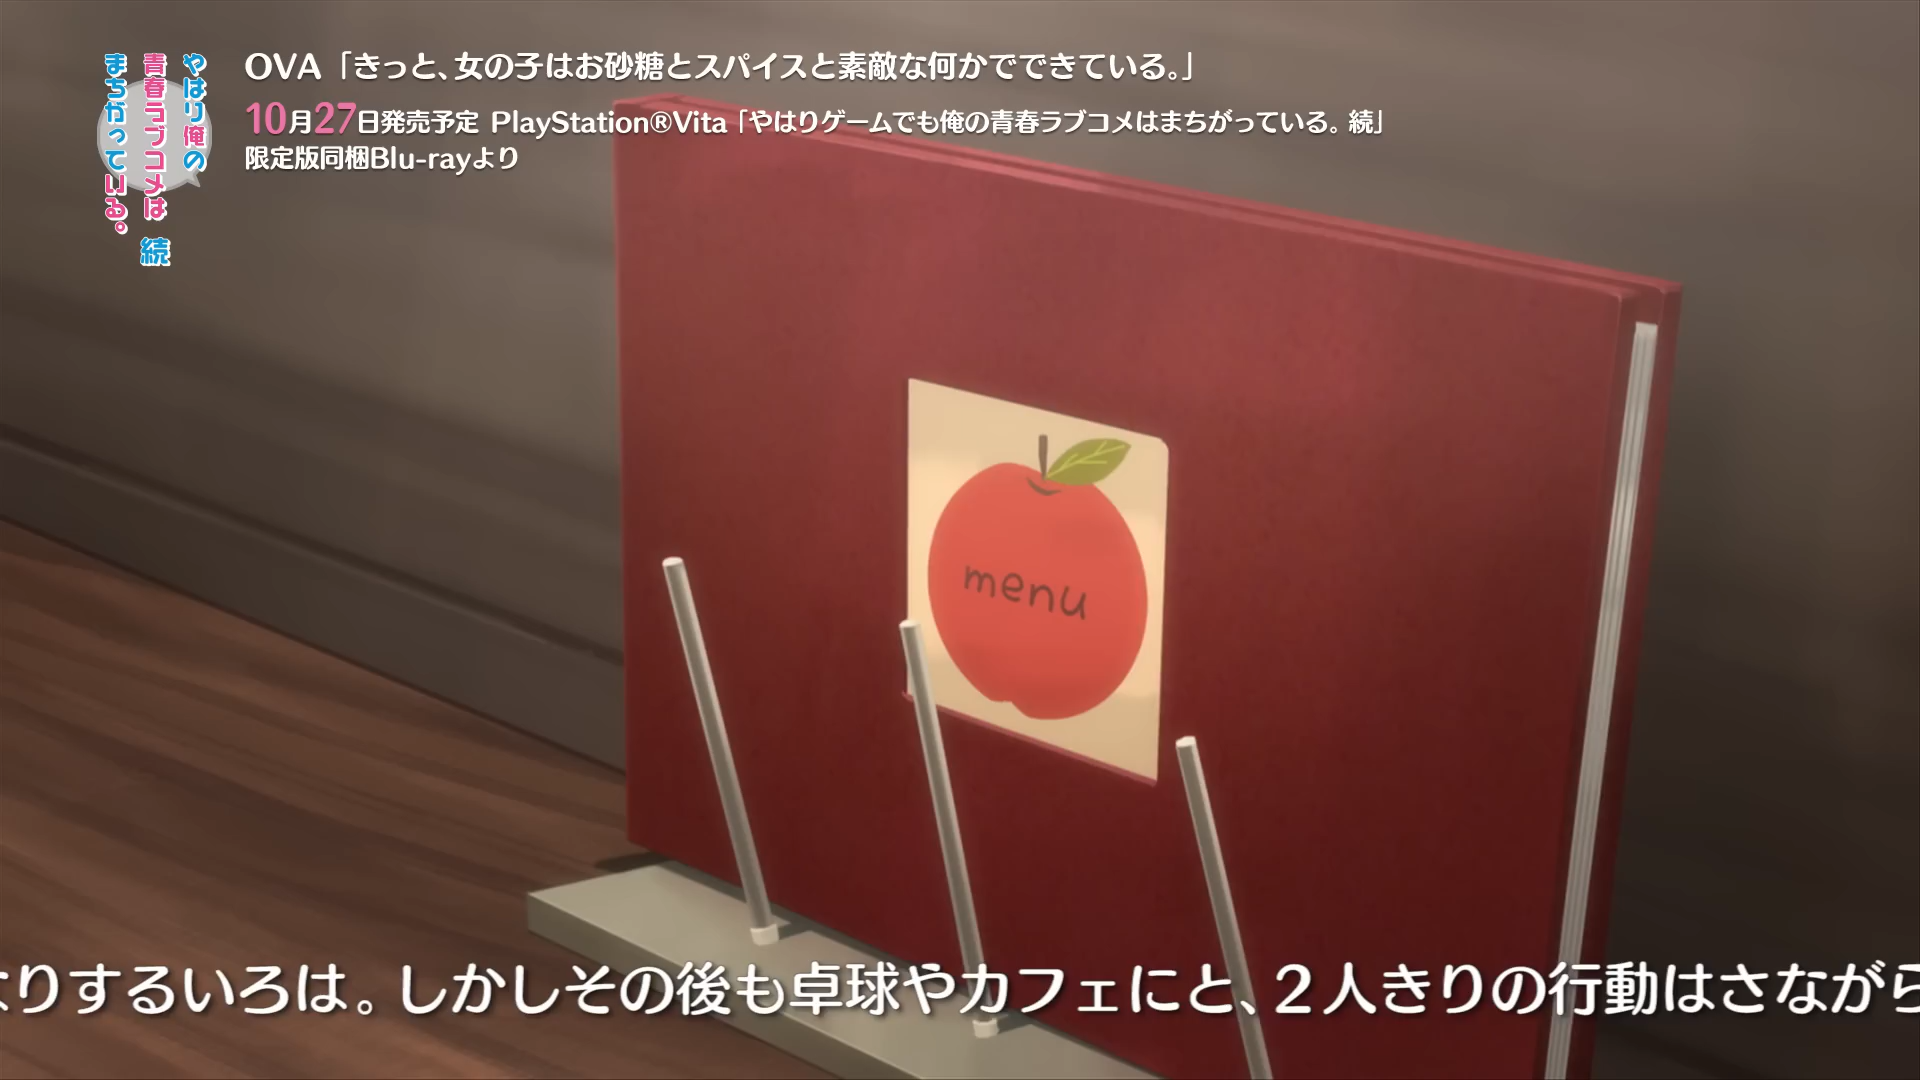 やはり俺の
青春ラブコメは
まちがっている。
続
OVA「きっと、女の子はお砂糖とスパイスと素敵な何かでできている。」
10月27日発売予定 PlayStation®Vita「やはりゲームでも俺の青春ラブコメはまちがっている。続」
限定版同梱Blu-rayより
menu
りするいろは。しかしその後も卓球やカフェにと、２人きりの行動はさながら